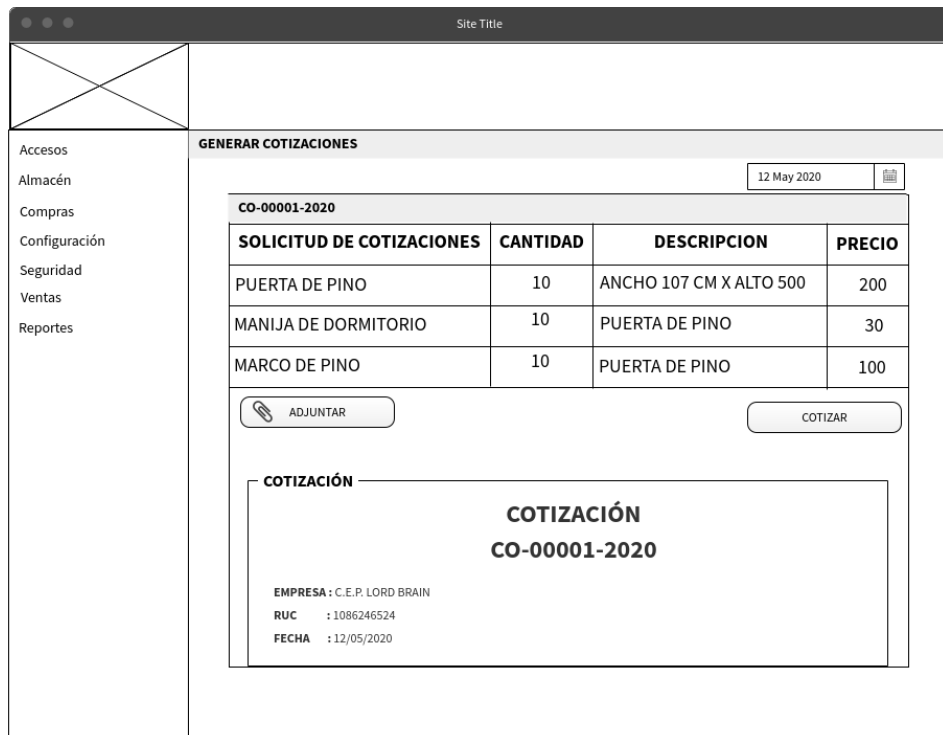 Site Title
Accesos
Almacén
Compras
Configuración
Seguridad
Ventas
Reportes
GENERAR COTIZACIONES
12 May 2020
CO-00001-2020
SOLICITUD DE COTIZACIONES CANTIDAD DESCRIPCION PRECIO
PUERTA DE PINO 10 ANCHO 107 CM X ALTO 500 200
MANIJA DE DORMITORIO 10 PUERTA DE PINO 30
MARCO DE PINO 10 PUERTA DE PINO 100
ADJUNTAR COTIZAR
COTIZACIÓN
COTIZACIÓN
CO-00001-2020
EMPRESA : C.E.P. LORD BRAIN
RUC : 1086246524
FECHA : 12/05/2020